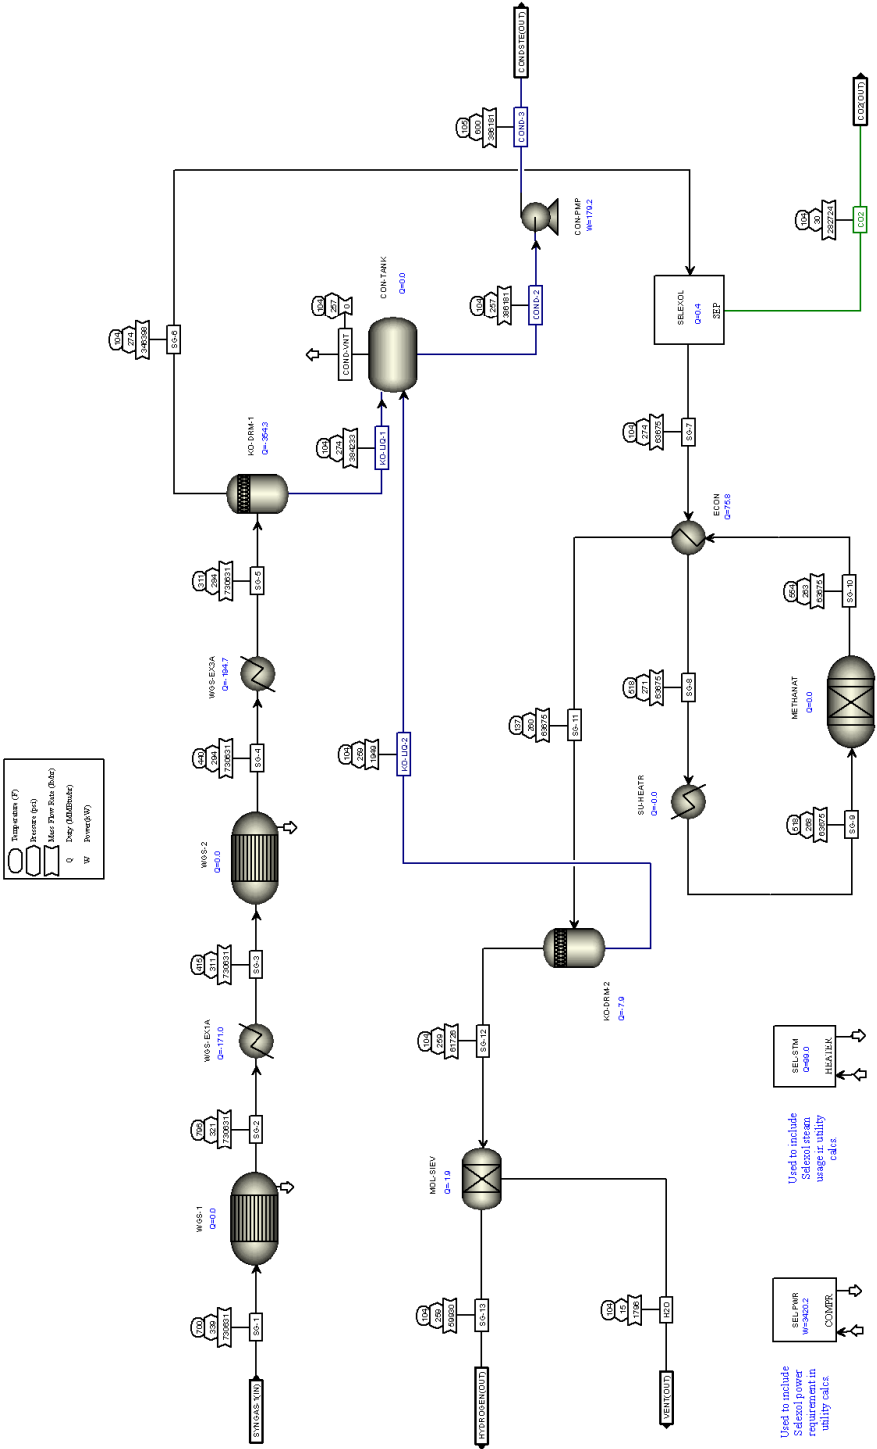 Temperature (F)
Pressure (psi)
Mass Flow Rate (lb/hr)
Q Duty (MMBtu/hr)
W Power(kW)
SYNGAS-1(IN)
700
339
730631
SG-1
WGS-1
Q=0.0
795
321
730631
SG-2
WGS-EX1A
Q=-171.0
415
311
730631
SG-3
WGS-2
Q=0.0
440
294
730631
SG-4
WGS-EX3A
Q=-194.7
311
284
730631
SG-5
KO-DRM-1
Q=-354.3
104
274
346398
SG-6
104
274
384233
KO-LIQ-1
104
257
0
COND-VNT
CON-TANK
Q=0.0
104
257
386181
COND-2
CON-PMP
W=179.2
105
600
386181
COND-3
CONDSTE(OUT)
SELEXOL
Q=0.4
SEP
104
30
282724
CO2
CO2(OUT)
104
274
63675
SG-7
ECON
Q=75.8
518
271
63675
SG-8
SU-HEATR
Q=-0.0
518
268
63675
SG-9
METHANAT
Q=0.0
554
263
63675
SG-10
137
260
63675
SG-11
KO-DRM-2
Q=-7.9
104
259
1949
KO-LIQ-2
104
259
61726
SG-12
MOL-SIEV
Q=-1.9
104
259
59930
SG-13
HYDROGEN(OUT)
104
15
1796
H2O
VENT(OUT)
SEL-STM
Q=99.0
HEATER
Used to include
Selexol steam
usage in utility
calcs.
SEL-PWR
W=3420.2
COMPR
Used to include
Selexol power
requirement in
utility calcs.